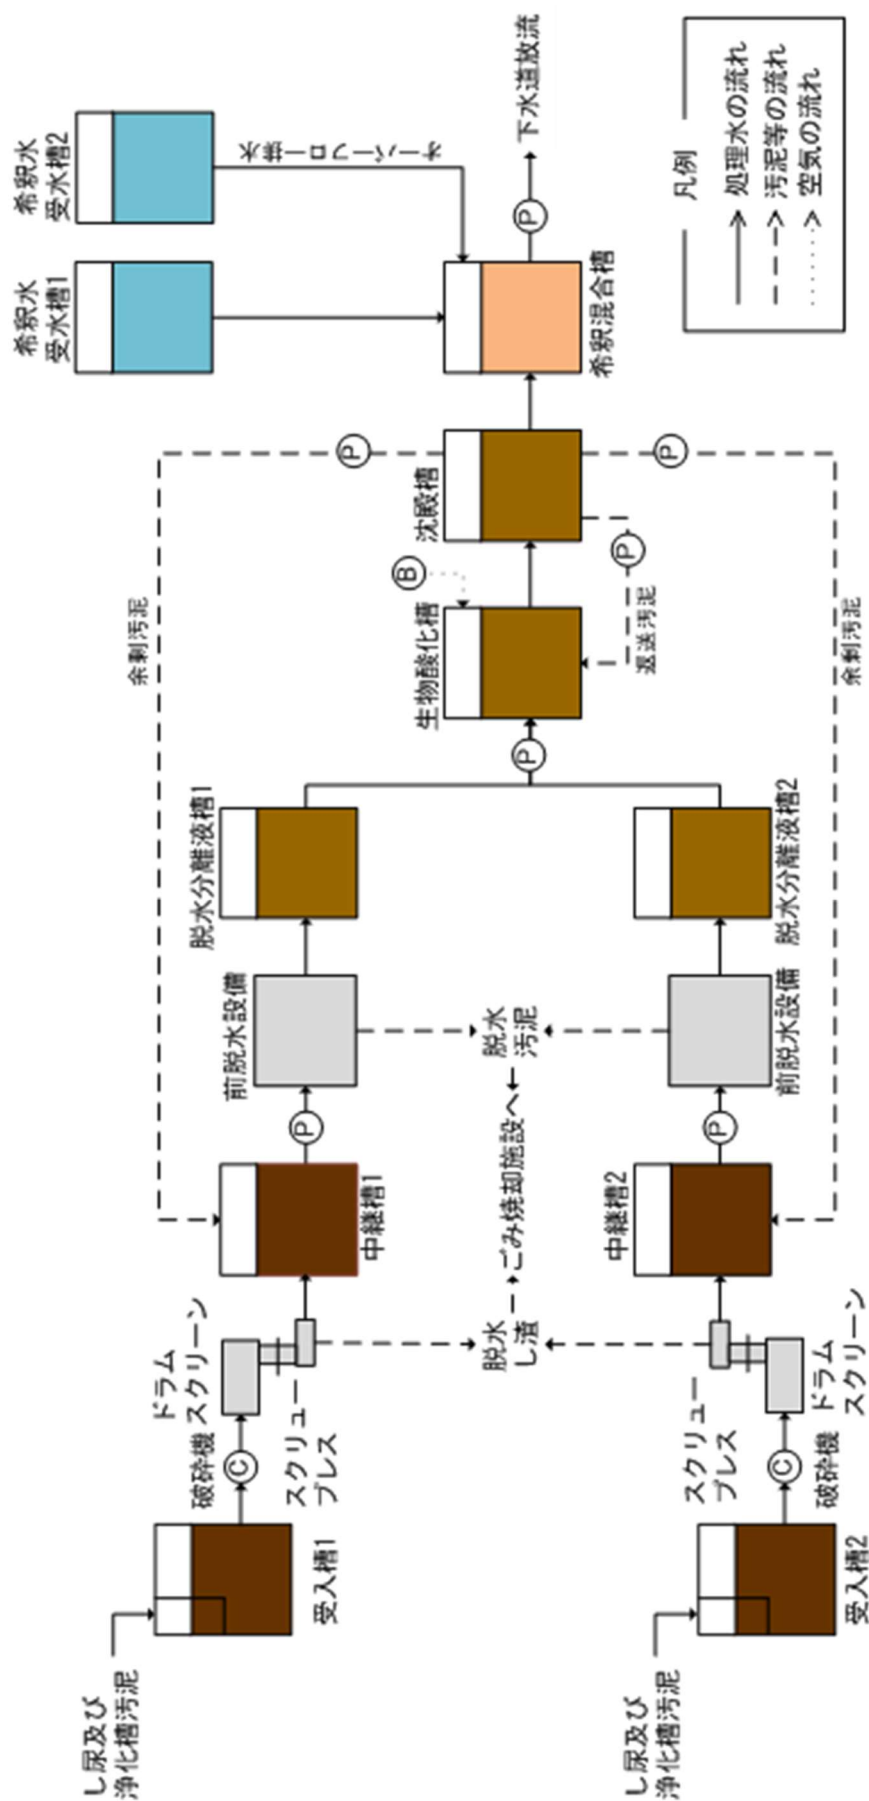 し尿及び
浄化槽汚泥
受入槽1
破砕機
C
ドラム
スクリーン
スクリュー
プレス
中継槽1
P
前脱水設備
脱水分離液槽1
余剰汚泥
P
希釈水
受水槽1
希釈水
受水槽2
オーバーフロー排水
脱水
し渣
ごみ焼却施設へ
脱水
汚泥
P
生物酸化槽
B
沈殿槽
P
返送汚泥
希釈混合槽
P
下水道放流
し尿及び
浄化槽汚泥
受入槽2
破砕機
C
ドラム
スクリーン
スクリュー
プレス
中継槽2
P
前脱水設備
脱水分離液槽2
余剰汚泥
P
凡例
処理水の流れ
汚泥等の流れ
空気の流れ